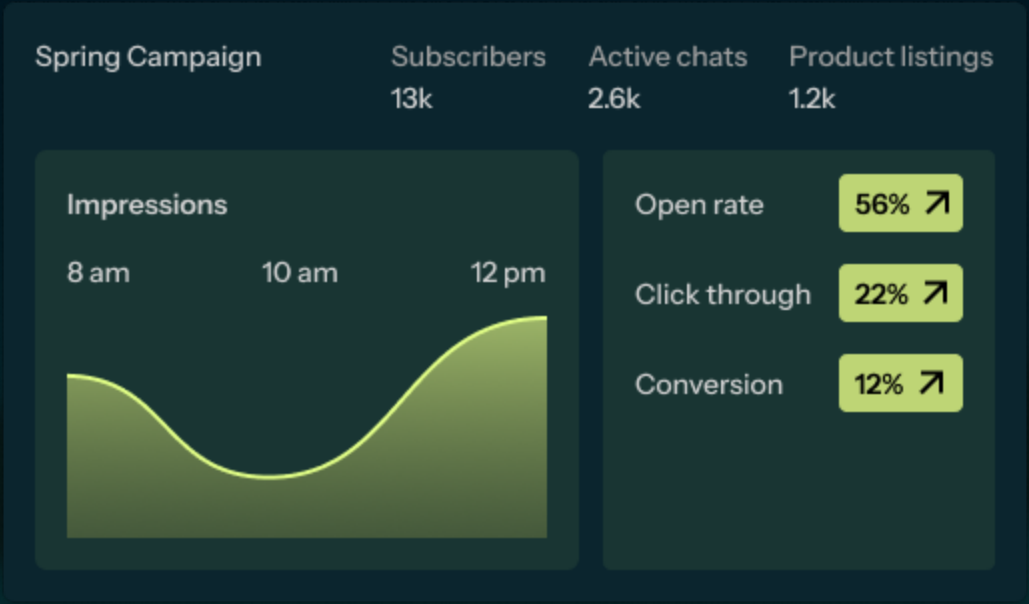 Spring Campaign
Subscribers
13k
Active chats
2.6k
Product listings
1.2k
Impressions
8 am
10 am
12 pm
Open rate
56%
Click through
22%
Conversion
12%